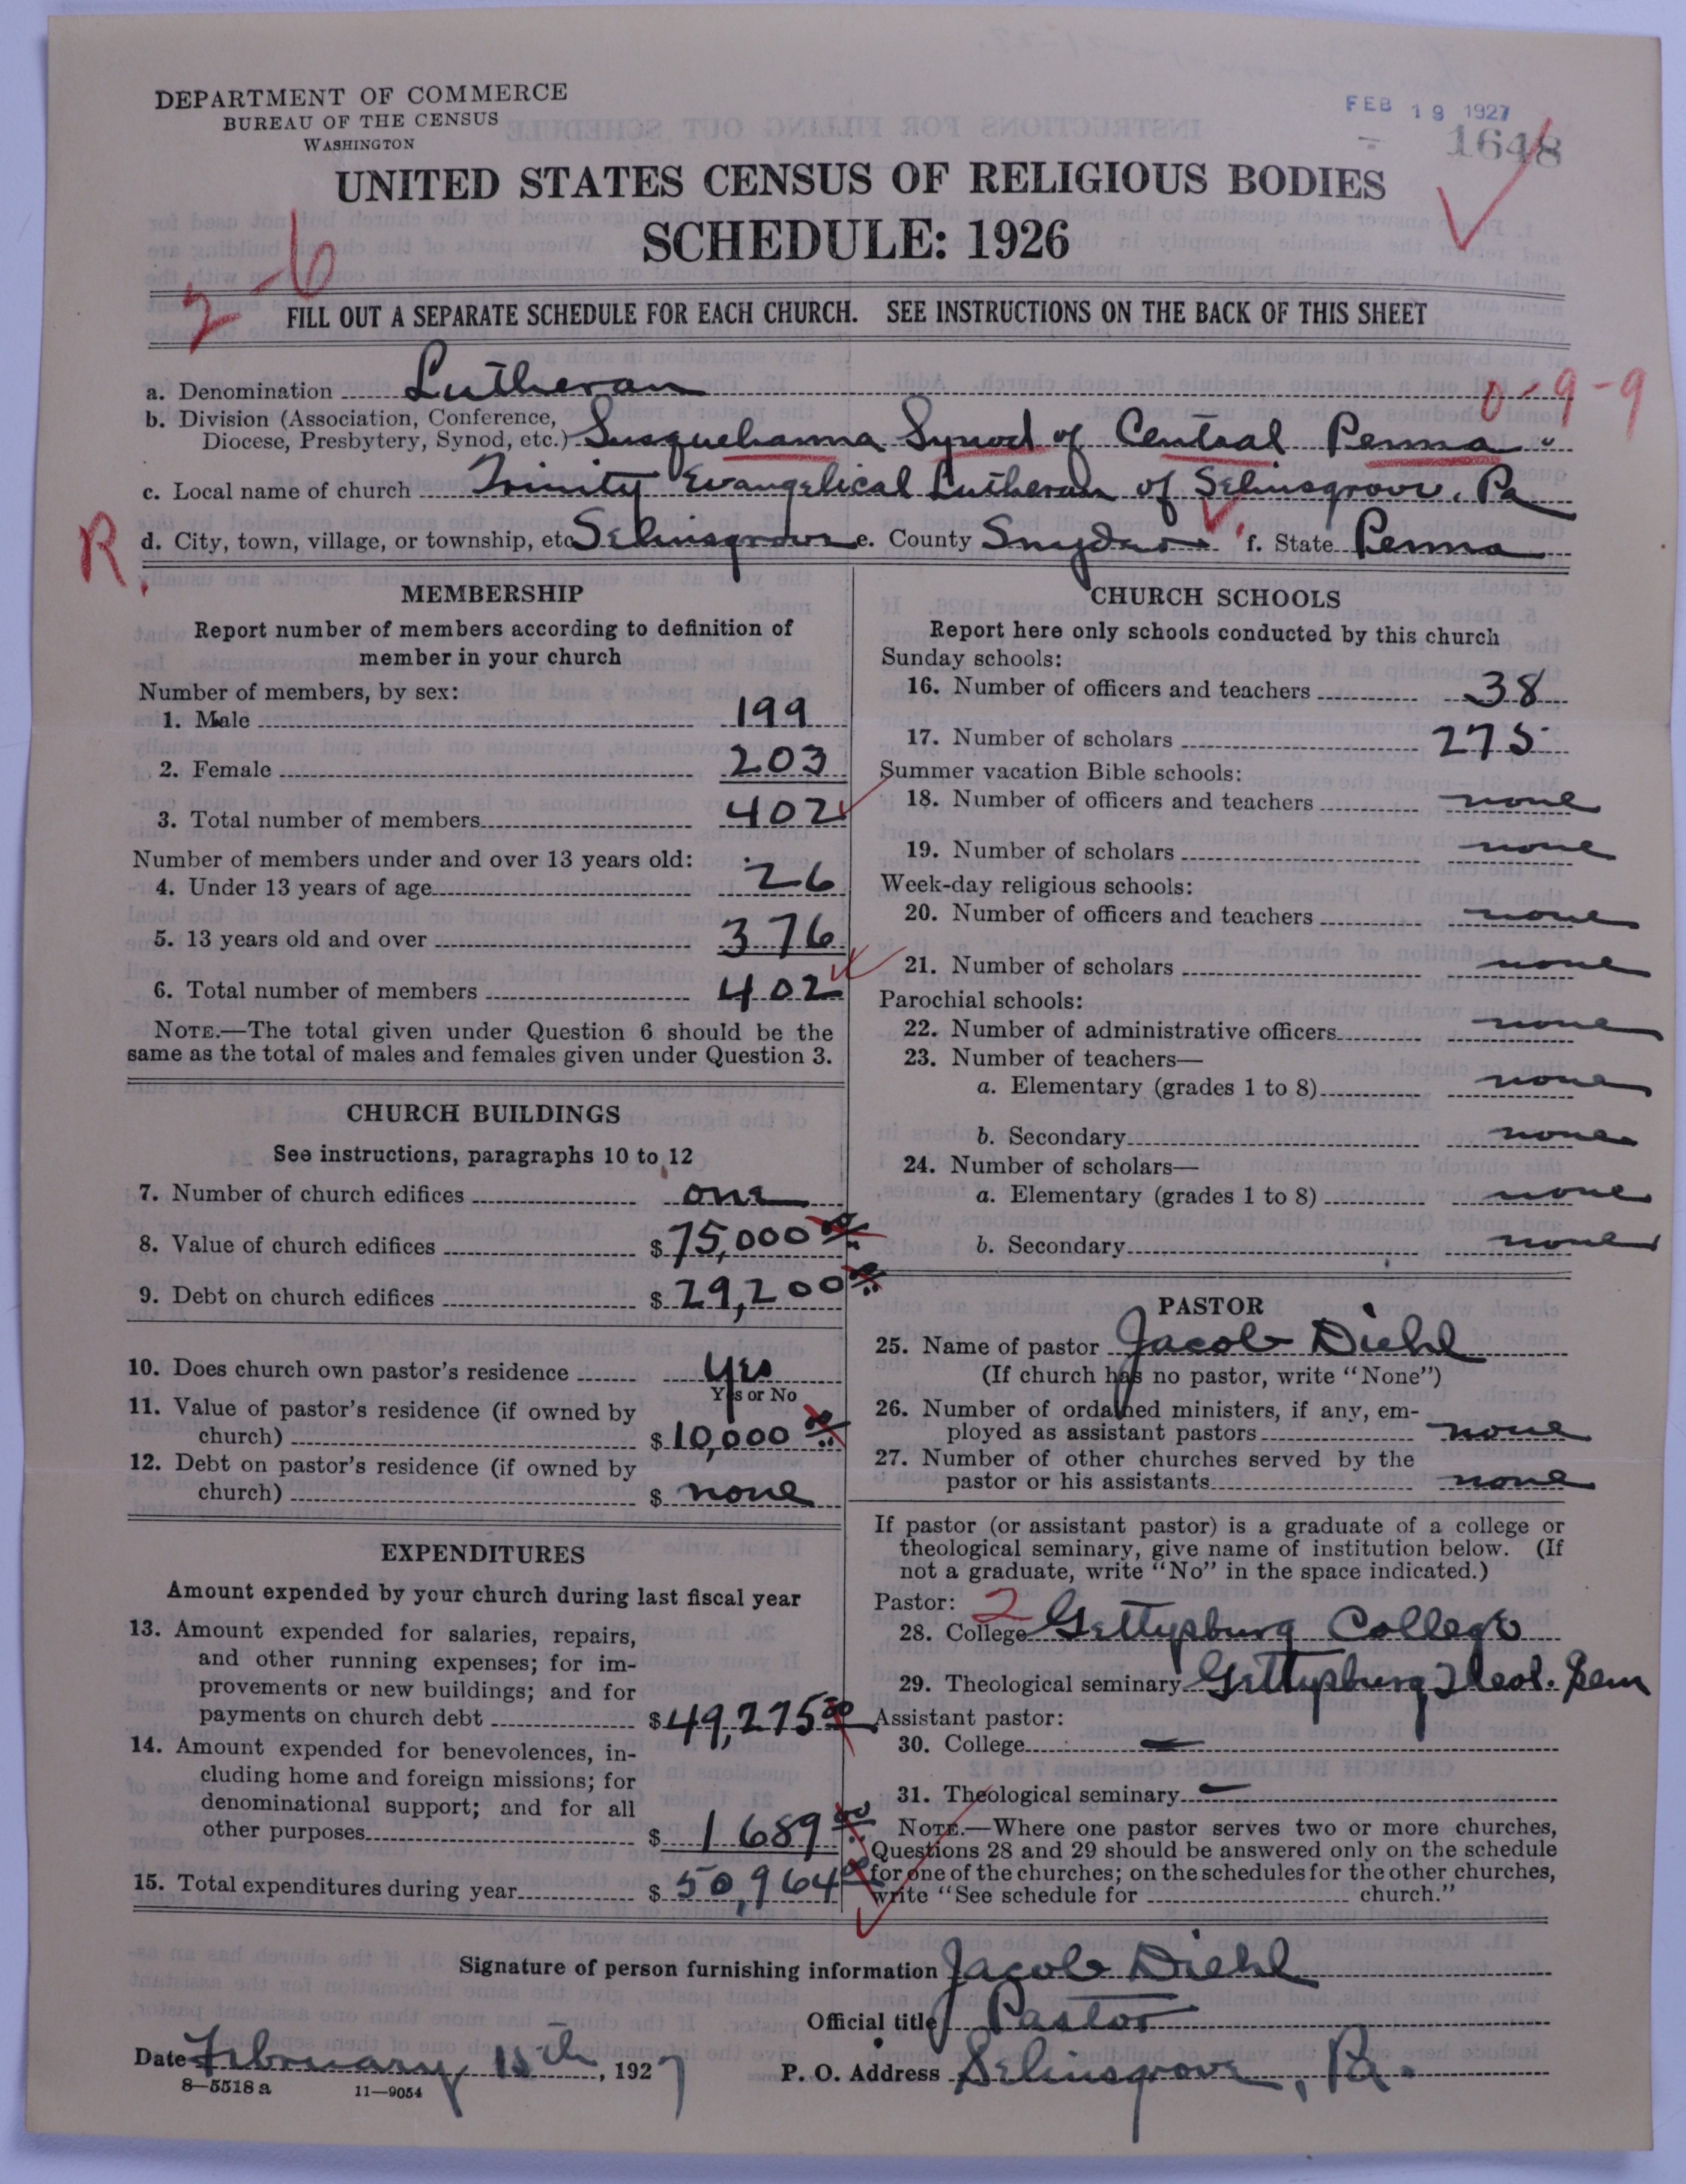 DEPARTMENT OF COMMERCE
BUREAU OF THE CENSUS
WASHINGTON
FEB 19 1927
1648
UNITED STATES CENSUS OF RELIGIOUS BODIES
SCHEDULE: 1926
2-6
FILL OUT A SEPARATE SCHEDULE FOR EACH CHURCH. SEE INSTRUCTIONS ON THE BACK OF THIS SHEET
0-9-9
a. Denomination Lutheran
b. Division (Association, Conference,
Diocese, Presbytery, Synod, etc.) Susquehanna Synod of Central Penna
c. Local name of church Trinity Evangelical Lutheran of Selinsgrove, Pa
R.
d. City, town, village, or township, etc Selinsgrove e. County Snyder f. State Penna
MEMBERSHIP
Report number of members according to definition of
member in your church
Number of members, by sex:
1. Male 199
2. Female 203
3. Total number of members 402
Number of members under and over 13 years old:
4. Under 13 years of age 26
5. 13 years old and over 376
6. Total number of members 402
NOTE.—The total given under Question 6 should be the
same as the total of males and females given under Question 3.
CHURCH BUILDINGS
See instructions, paragraphs 10 to 12
7. Number of church edifices one
8. Value of church edifices $75,000 00
9. Debt on church edifices $29,200 00
10. Does church own pastor's residence Yes
Yes or No
11. Value of pastor's residence (if owned by
church) $10,000 00
12. Debt on pastor's residence (if owned by
church) $ none
EXPENDITURES
Amount expended by your church during last fiscal year
13. Amount expended for salaries, repairs,
and other running expenses; for im-
provements or new buildings; and for
payments on church debt $49,275 00
14. Amount expended for benevolences, in-
cluding home and foreign missions; for
denominational support; and for all
other purposes $ 1689 00
15. Total expenditures during year $ 50,964 00
CHURCH SCHOOLS
Report here only schools conducted by this church
Sunday schools:
16. Number of officers and teachers 38
17. Number of scholars 275
Summer vacation Bible schools:
18. Number of officers and teachers none
19. Number of scholars none
Week-day religious schools:
20. Number of officers and teachers none
21. Number of scholars none
Parochial schools:
22. Number of administrative officers none
23. Number of teachers—
a. Elementary (grades 1 to 8) none
b. Secondary none
24. Number of scholars—
a. Elementary (grades 1 to 8) none
b. Secondary none
PASTOR
25. Name of pastor Jacob Diehl
(If church has no pastor, write "None")
26. Number of ordained ministers, if any, em-
ployed as assistant pastors none
27. Number of other churches served by the
pastor or his assistants none
If pastor (or assistant pastor) is a graduate of a college or
theological seminary, give name of institution below. (If
not a graduate, write "No" in the space indicated.)
Pastor: 2
28. College Gettysburg College
29. Theological seminary Gettysburg Theol. Sem
Assistant pastor:
30. College —
31. Theological seminary —
NOTE.—Where one pastor serves two or more churches,
Questions 28 and 29 should be answered only on the schedule
for one of the churches; on the schedules for the other churches,
write "See schedule for church."
Signature of person furnishing information Jacob Diehl
Official title Pastor
Date February 15th, 1927 P. O. Address Selinsgrove, Pa.
8—5518a 11—9054